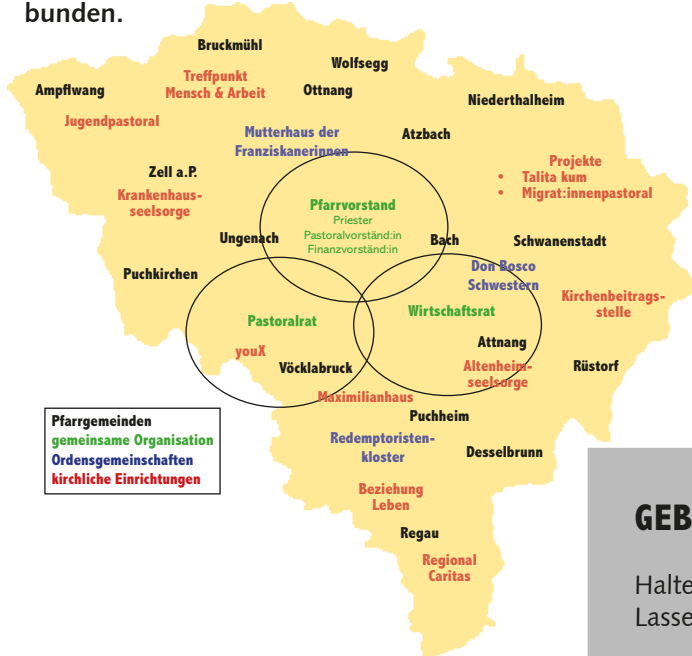 bunden.
Bruckmühl
Wolfsegg
Treffpunkt
Mensch & Arbeit
Ampflwang
Ottnang
Niederthalheim
Jugendpastoral
Mutterhaus der
Franziskanerinnen
Atzbach
Projekte
• Talita kum
• Migrat:innenpastoral
Zell a.P.
Krankenhaus-
seelsorge
Pfarrvorstand
Priester
Pastoralvorständ:in
Finanzvorständ:in
Ungenach
Bach
Schwanenstadt
Puchkirchen
Don Bosco
Schwestern
Kirchenbeitrags-
stelle
Pastoralrat
Wirtschaftsrat
youX
Attnang
Vöcklabruck
Altenheim-
seelsorge
Rüstorf
Maximilianhaus
Puchheim
Pfarrgemeinden
gemeinsame Organisation
Ordensgemeinschaften
kirchliche Einrichtungen
Redemptoristen-
kloster
Desselbrunn
Beziehung
Leben
Regau
Regional
Caritas
GEB
Halte
Lasse